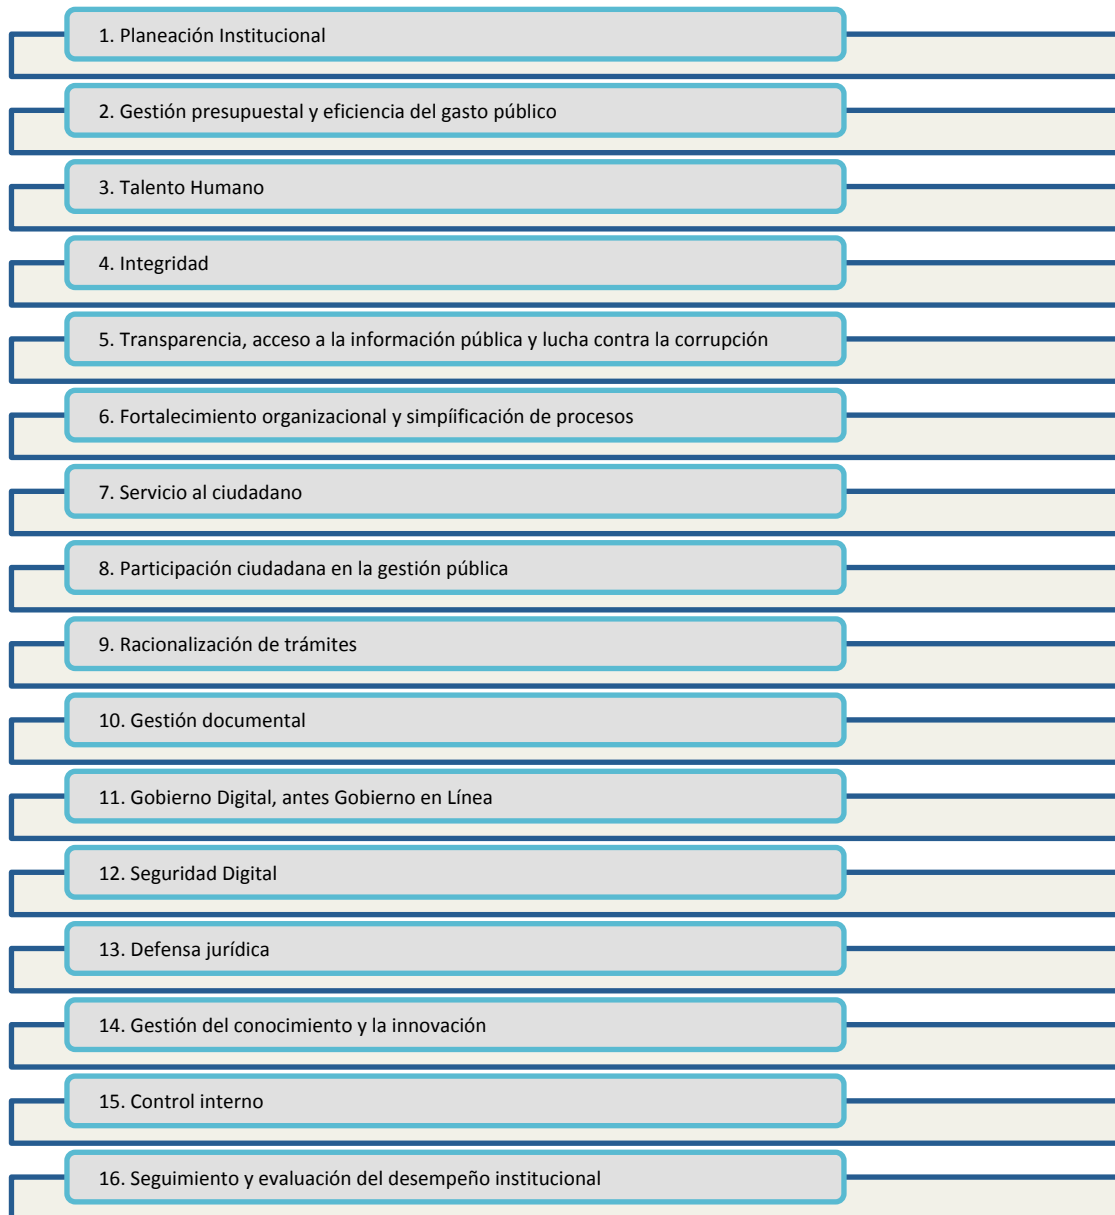 1. Planeación Institucional
2. Gestión presupuestal y eficiencia del gasto público
3. Talento Humano
4. Integridad
5. Transparencia, acceso a la información pública y lucha contra la corrupción
6. Fortalecimiento organizacional y simpíificación de procesos
7. Servicio al ciudadano
8. Participación ciudadana en la gestión pública
9. Racionalización de trámites
10. Gestión documental
11. Gobierno Digital, antes Gobierno en Línea
12. Seguridad Digital
13. Defensa jurídica
14. Gestión del conocimiento y la innovación
15. Control interno
16. Seguimiento y evaluación del desempeño institucional